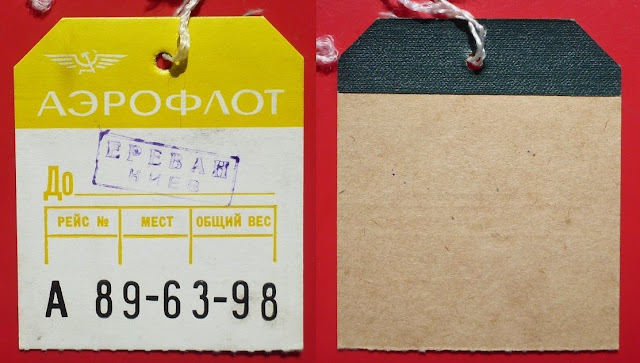 АЭРОФЛОТ
ЕРЕВАН
КИЕВ
До
РЕЙС № МЕСТ ОБЩИЙ ВЕС
А 89-63-98